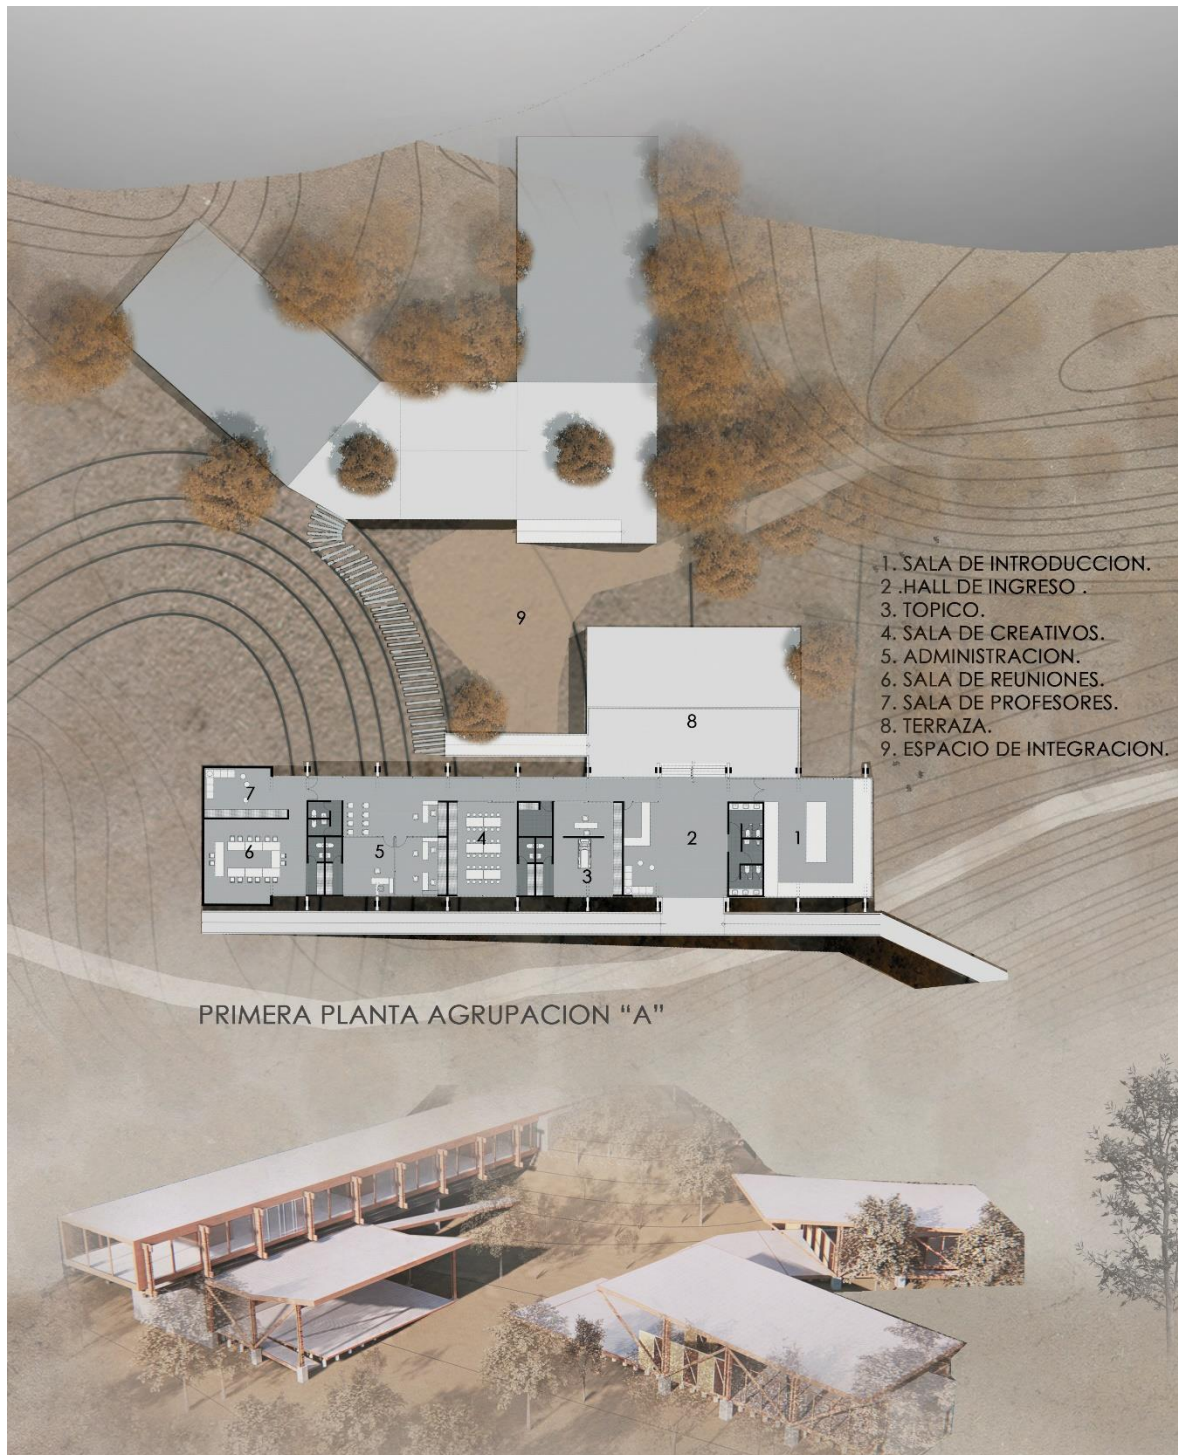 9
1. SALA DE INTRODUCCION.
2 .HALL DE INGRESO .
3. TOPICO.
4. SALA DE CREATIVOS.
5. ADMINISTRACION.
6. SALA DE REUNIONES.
7. SALA DE PROFESORES.
8. TERRAZA.
9. ESPACIO DE INTEGRACION.
8
7
6
5
4
3
2
1
PRIMERA PLANTA AGRUPACION “A”